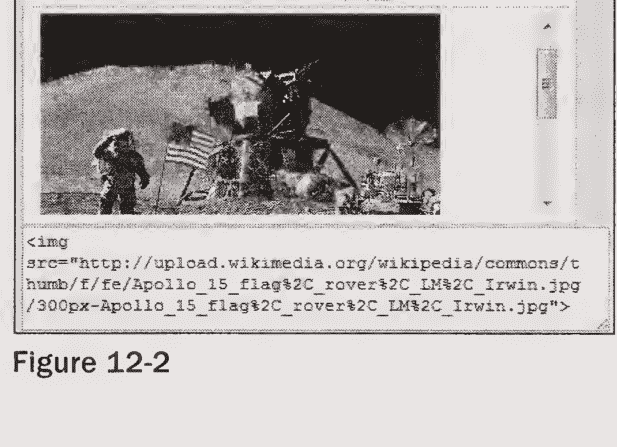 <img
src="http://upload.wikimedia.org/wikipedia/commons/t
humb/f/fe/Apollo_15_flag%2C_rover%2C_LM%2C_Irwin.jpg
/300px-Apollo_15_flag%2C_rover%2C_LM%2C_Irwin.jpg">
Figure 12-2